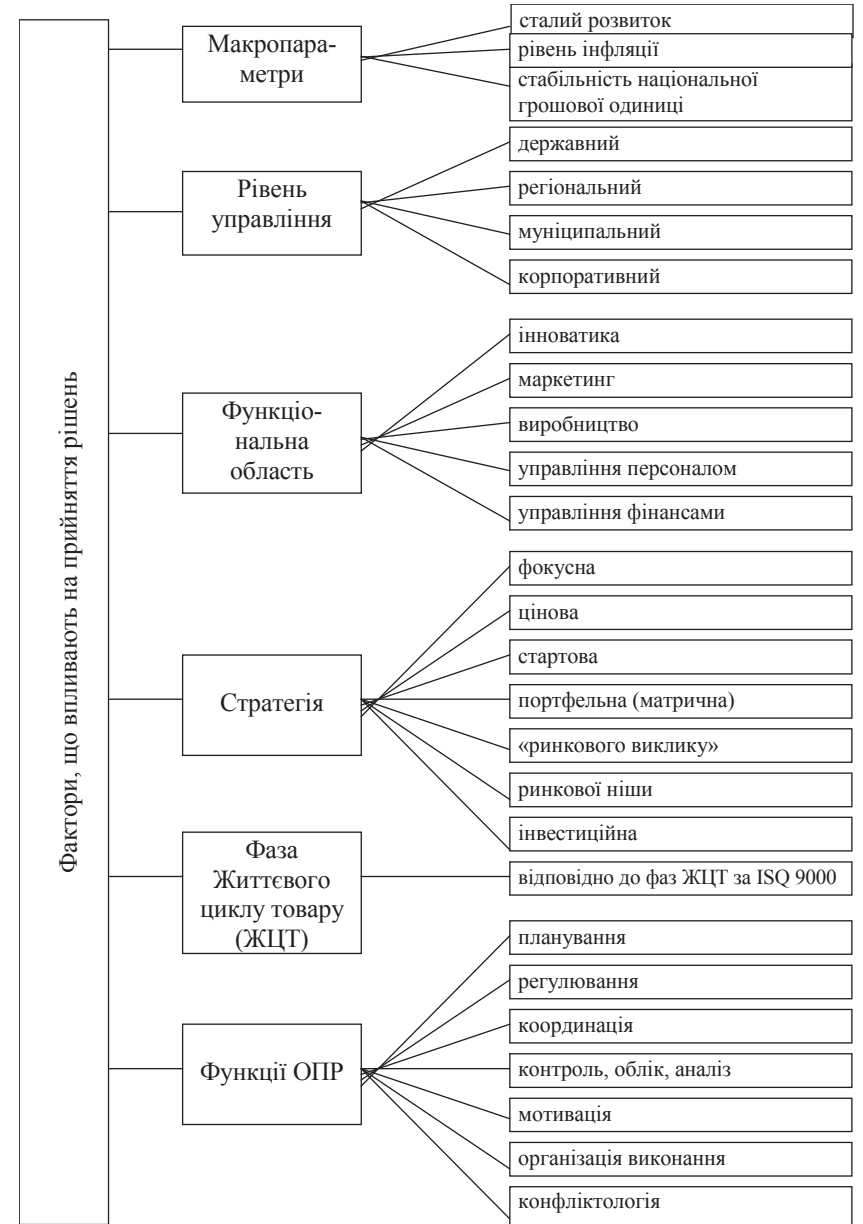 Фактори, що впливають на прийняття рішень
Макропара-
метри
сталий розвиток
рівень інфляції
стабільність національної
грошової одиниці
Рівень
управління
державний
регіональний
муніципальний
корпоративний
Функціо-
нальна
область
інноватика
маркетинг
виробництво
управління персоналом
управління фінансами
Стратегія
фокусна
цінова
стартова
портфельна (матрична)
«ринкового виклику»
ринкової ніши
інвестиційна
Фаза
Життєвого
циклу товару
(ЖЦТ)
відповідно до фаз ЖЦТ за ISQ 9000
Функції ОПР
планування
регулювання
координація
контроль, облік, аналіз
мотивація
організація виконання
конфліктологія